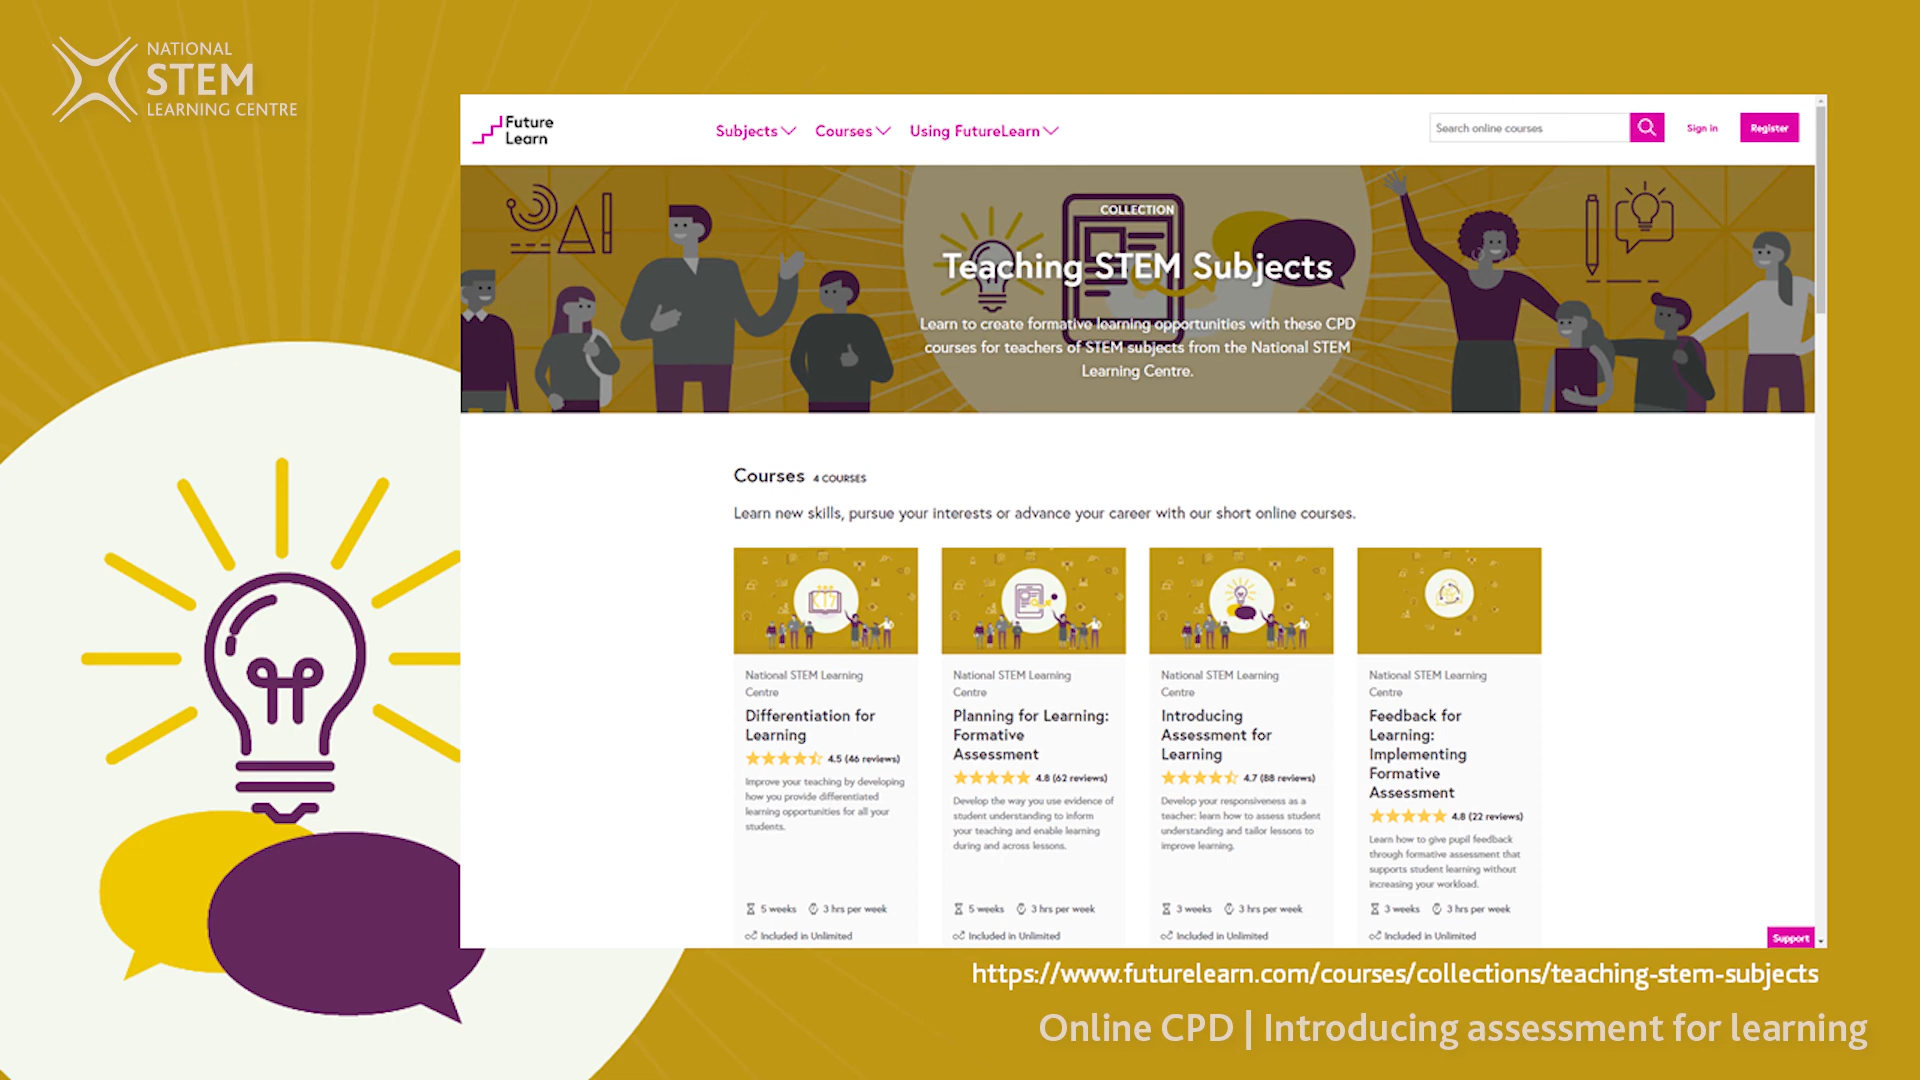 NATIONAL
STEM
LEARNING CENTRE
Future
Learn
Subjects
Courses
Using FutureLearn
Search online courses
Sign in
Register
COLLECTION
Teaching STEM Subjects
Learn to create formative learning opportunities with these CPD
courses for teachers of STEM subjects from the National STEM
Learning Centre.
Courses 4 COURSES
Learn new skills, pursue your interests or advance your career with our short online courses.
National STEM Learning
Centre
Differentiation for
Learning
4.5 (46 reviews)
Improve your teaching by developing
how you provide differentiated
learning opportunities for all your
students.
5 weeks 3 hrs per week
Included in Unlimited
National STEM Learning
Centre
Planning for Learning:
Formative
Assessment
4.8 (62 reviews)
Develop the way you use evidence of
student understanding to inform
your teaching and enable learning
during and across lessons.
5 weeks 3 hrs per week
Included in Unlimited
National STEM Learning
Centre
Introducing
Assessment for
Learning
4.7 (88 reviews)
Develop your responsiveness as a
teacher: learn how to assess student
understanding and tailor lessons to
improve learning.
3 weeks 3 hrs per week
Included in Unlimited
National STEM Learning
Centre
Feedback for
Learning:
Implementing
Formative
Assessment
4.8 (22 reviews)
Learn how to give pupil feedback
through formative assessment that
supports student learning without
increasing your workload.
3 weeks 3 hrs per week
Included in Unlimited
Support
https://www.futurelearn.com/courses/collections/teaching-stem-subjects
Online CPD | Introducing assessment for learning